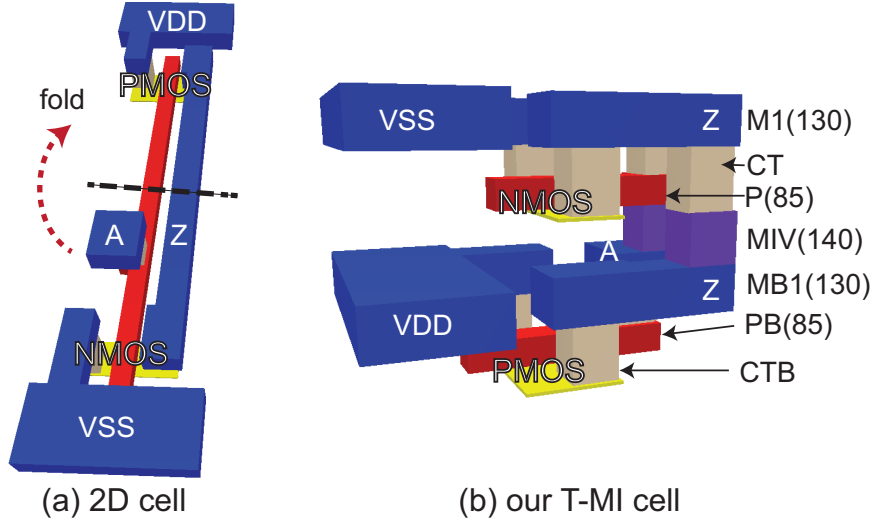 VDD
PMOS
fold
A
Z
NMOS
VSS
(a) 2D cell
VSS
Z
M1(130)
CT
P(85)
NMOS
MIV(140)
A
Z
MB1(130)
VDD
PB(85)
PMOS
CTB
(b) our T-MI cell